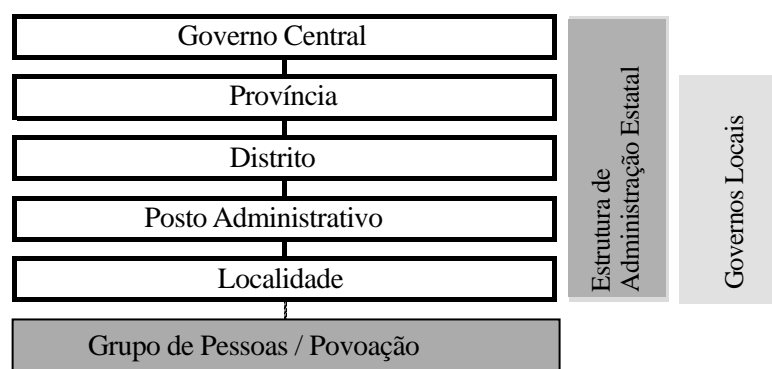 Governo Central
Província
Distrito
Posto Administrativo
Localidade
Grupo de Pessoas / Povoação
Estrutura de
Administração Estatal
Governos Locais